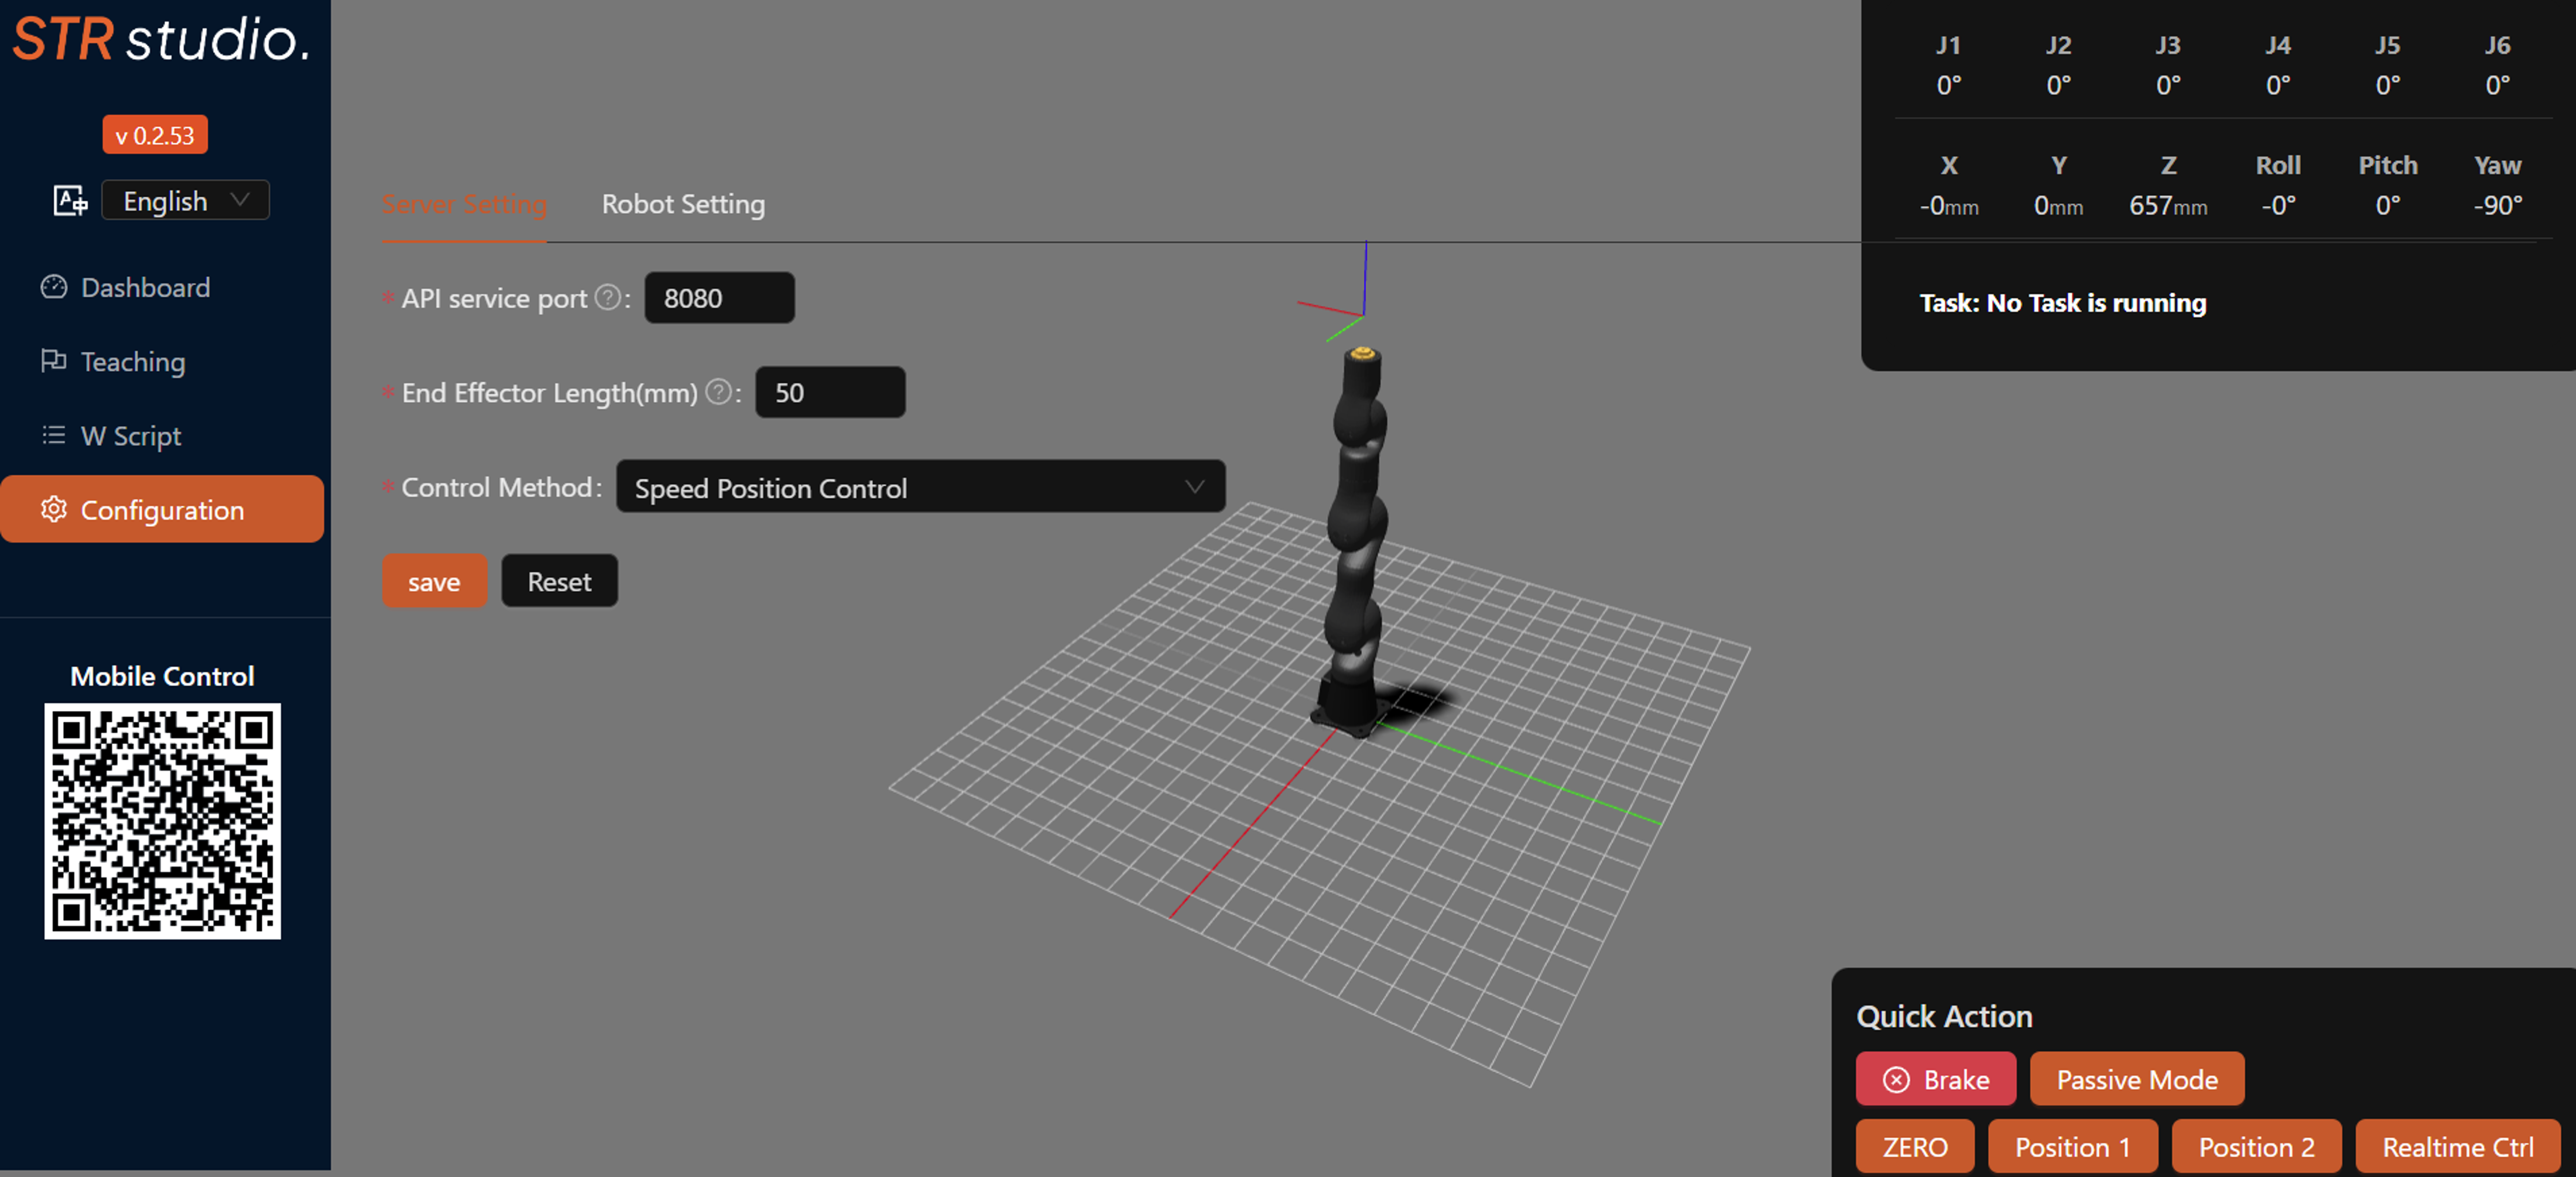 STR studio.
v 0.2.53
English
Dashboard
Teaching
W Script
Configuration
Mobile Control
Server Setting
Robot Setting
* API service port ? : 8080
* End Effector Length(mm) ? : 50
* Control Method : Speed Position Control
save
Reset
J1 J2 J3 J4 J5 J6
0° 0° 0° 0° 0° 0°
X Y Z Roll Pitch Yaw
-0mm 0mm 657mm -0° 0° -90°
Task: No Task is running
Quick Action
Brake
Passive Mode
ZERO
Position 1
Position 2
Realtime Ctrl